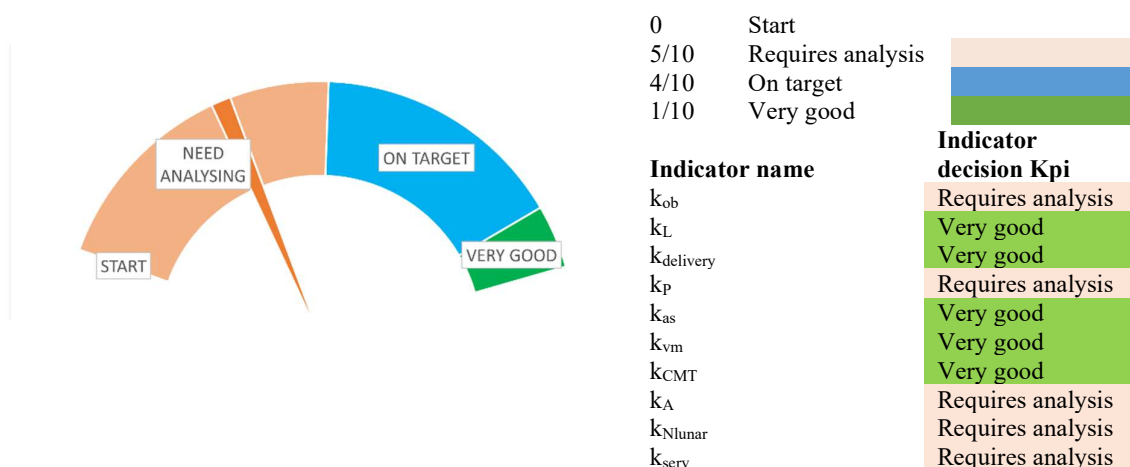 NEED
ANALYSING
ON TARGET
START
VERY GOOD
0 Start
5/10 Requires analysis
4/10 On target
1/10 Very good
Indicator name Indicator decision Kpi
kob Requires analysis
kL Very good
kdelivery Very good
kP Requires analysis
kas Very good
kvm Very good
kCMT Very good
kA Requires analysis
kNlunar Requires analysis
kserv Requires analysis